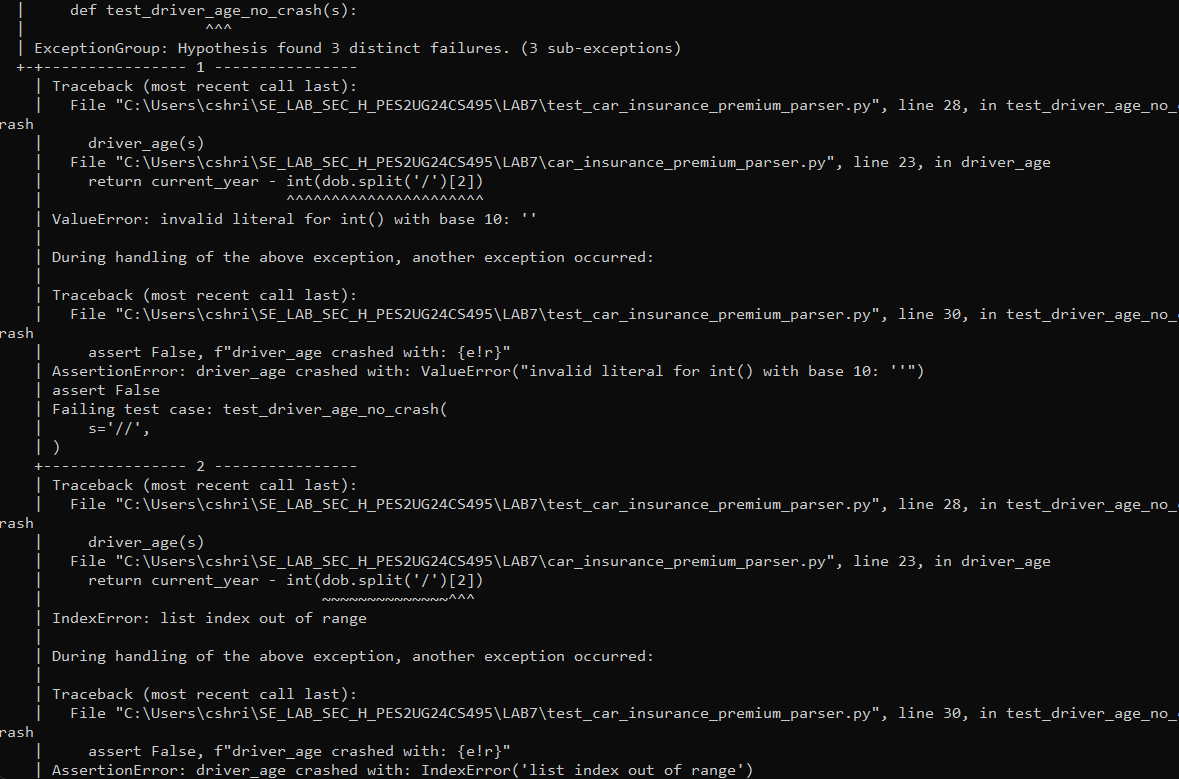 |     def test_driver_age_no_crash(s):
|                    ^^^
| ExceptionGroup: Hypothesis found 3 distinct failures. (3 sub-exceptions)
+-+---------------- 1 ----------------
| Traceback (most recent call last):
|   File "C:\Users\cshri\SE_LAB_SEC_H_PES2UG24CS495\LAB7\test_car_insurance_premium_parser.py", line 28, in test_driver_age_no_
rash
|     driver_age(s)
|   File "C:\Users\cshri\SE_LAB_SEC_H_PES2UG24CS495\LAB7\car_insurance_premium_parser.py", line 23, in driver_age
|     return current_year - int(dob.split('/')[2])
|                           ^^^^^^^^^^^^^^^^^^^^^^
| ValueError: invalid literal for int() with base 10: ''
|
| During handling of the above exception, another exception occurred:
|
| Traceback (most recent call last):
|   File "C:\Users\cshri\SE_LAB_SEC_H_PES2UG24CS495\LAB7\test_car_insurance_premium_parser.py", line 30, in test_driver_age_no_
rash
|     assert False, f"driver_age crashed with: {e!r}"
| AssertionError: driver_age crashed with: ValueError("invalid literal for int() with base 10: ''")
| assert False
| Failing test case: test_driver_age_no_crash(
|     s='//',
| )
+---------------- 2 ----------------
| Traceback (most recent call last):
|   File "C:\Users\cshri\SE_LAB_SEC_H_PES2UG24CS495\LAB7\test_car_insurance_premium_parser.py", line 28, in test_driver_age_no_
rash
|     driver_age(s)
|   File "C:\Users\cshri\SE_LAB_SEC_H_PES2UG24CS495\LAB7\car_insurance_premium_parser.py", line 23, in driver_age
|     return current_year - int(dob.split('/')[2])
|                               ~~~~~~~~~~~~~~^^^
| IndexError: list index out of range
|
| During handling of the above exception, another exception occurred:
|
| Traceback (most recent call last):
|   File "C:\Users\cshri\SE_LAB_SEC_H_PES2UG24CS495\LAB7\test_car_insurance_premium_parser.py", line 30, in test_driver_age_no_
rash
|     assert False, f"driver_age crashed with: {e!r}"
| AssertionError: driver_age crashed with: IndexError('list index out of range')